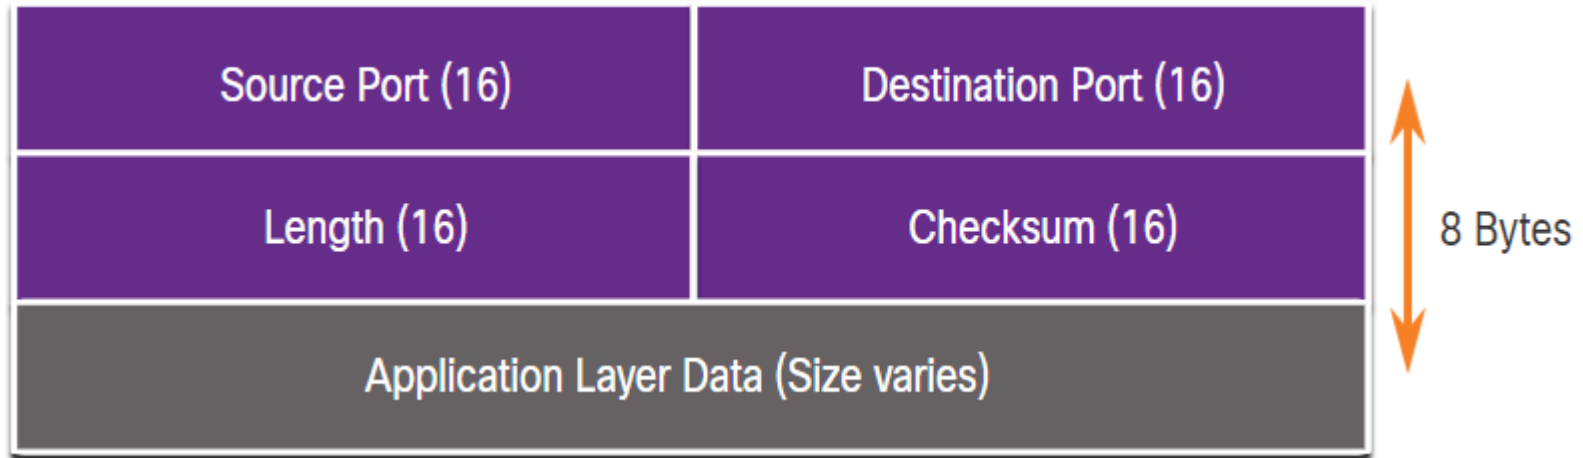 Source Port (16)
Destination Port (16)
Length (16)
Checksum (16)
8 Bytes
Application Layer Data (Size varies)